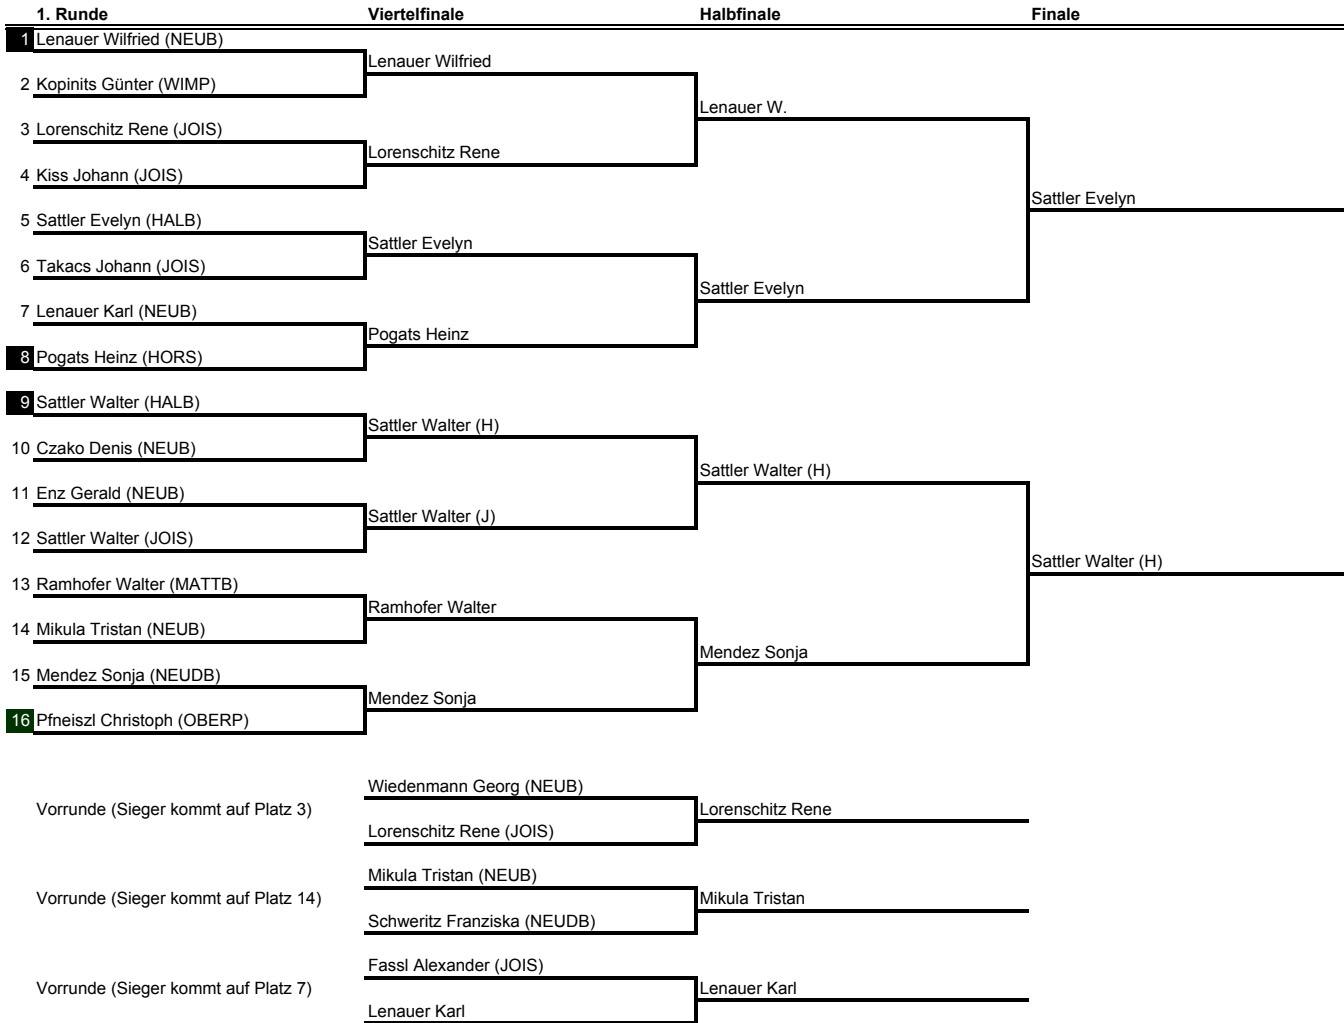 1. Runde Viertelfinale Halbfinale Finale
1 Lenauer Wilfried (NEUB)
Lenauer Wilfried
2 Kopinits Günter (WIMP)
Lenauer W.
3 Lorenschitz Rene (JOIS)
Lorenschitz Rene
4 Kiss Johann (JOIS)
Sattler Evelyn
5 Sattler Evelyn (HALB)
Sattler Evelyn
6 Takacs Johann (JOIS)
Sattler Evelyn
7 Lenauer Karl (NEUB)
Pogats Heinz
8 Pogats Heinz (HORS)
9 Sattler Walter (HALB)
Sattler Walter (H)
10 Czako Denis (NEUB)
Sattler Walter (H)
11 Enz Gerald (NEUB)
Sattler Walter (J)
12 Sattler Walter (JOIS)
Sattler Walter (H)
13 Ramhofer Walter (MATTB)
Ramhofer Walter
14 Mikula Tristan (NEUB)
Mendez Sonja
15 Mendez Sonja (NEUDB)
Mendez Sonja
16 Pfneiszl Christoph (OBERP)
Wiedenmann Georg (NEUB)
Vorrunde (Sieger kommt auf Platz 3) Lorenschitz Rene
Lorenschitz Rene (JOIS)
Mikula Tristan (NEUB)
Vorrunde (Sieger kommt auf Platz 14) Mikula Tristan
Schweritz Franziska (NEUDB)
Fassl Alexander (JOIS)
Vorrunde (Sieger kommt auf Platz 7) Lenauer Karl
Lenauer Karl